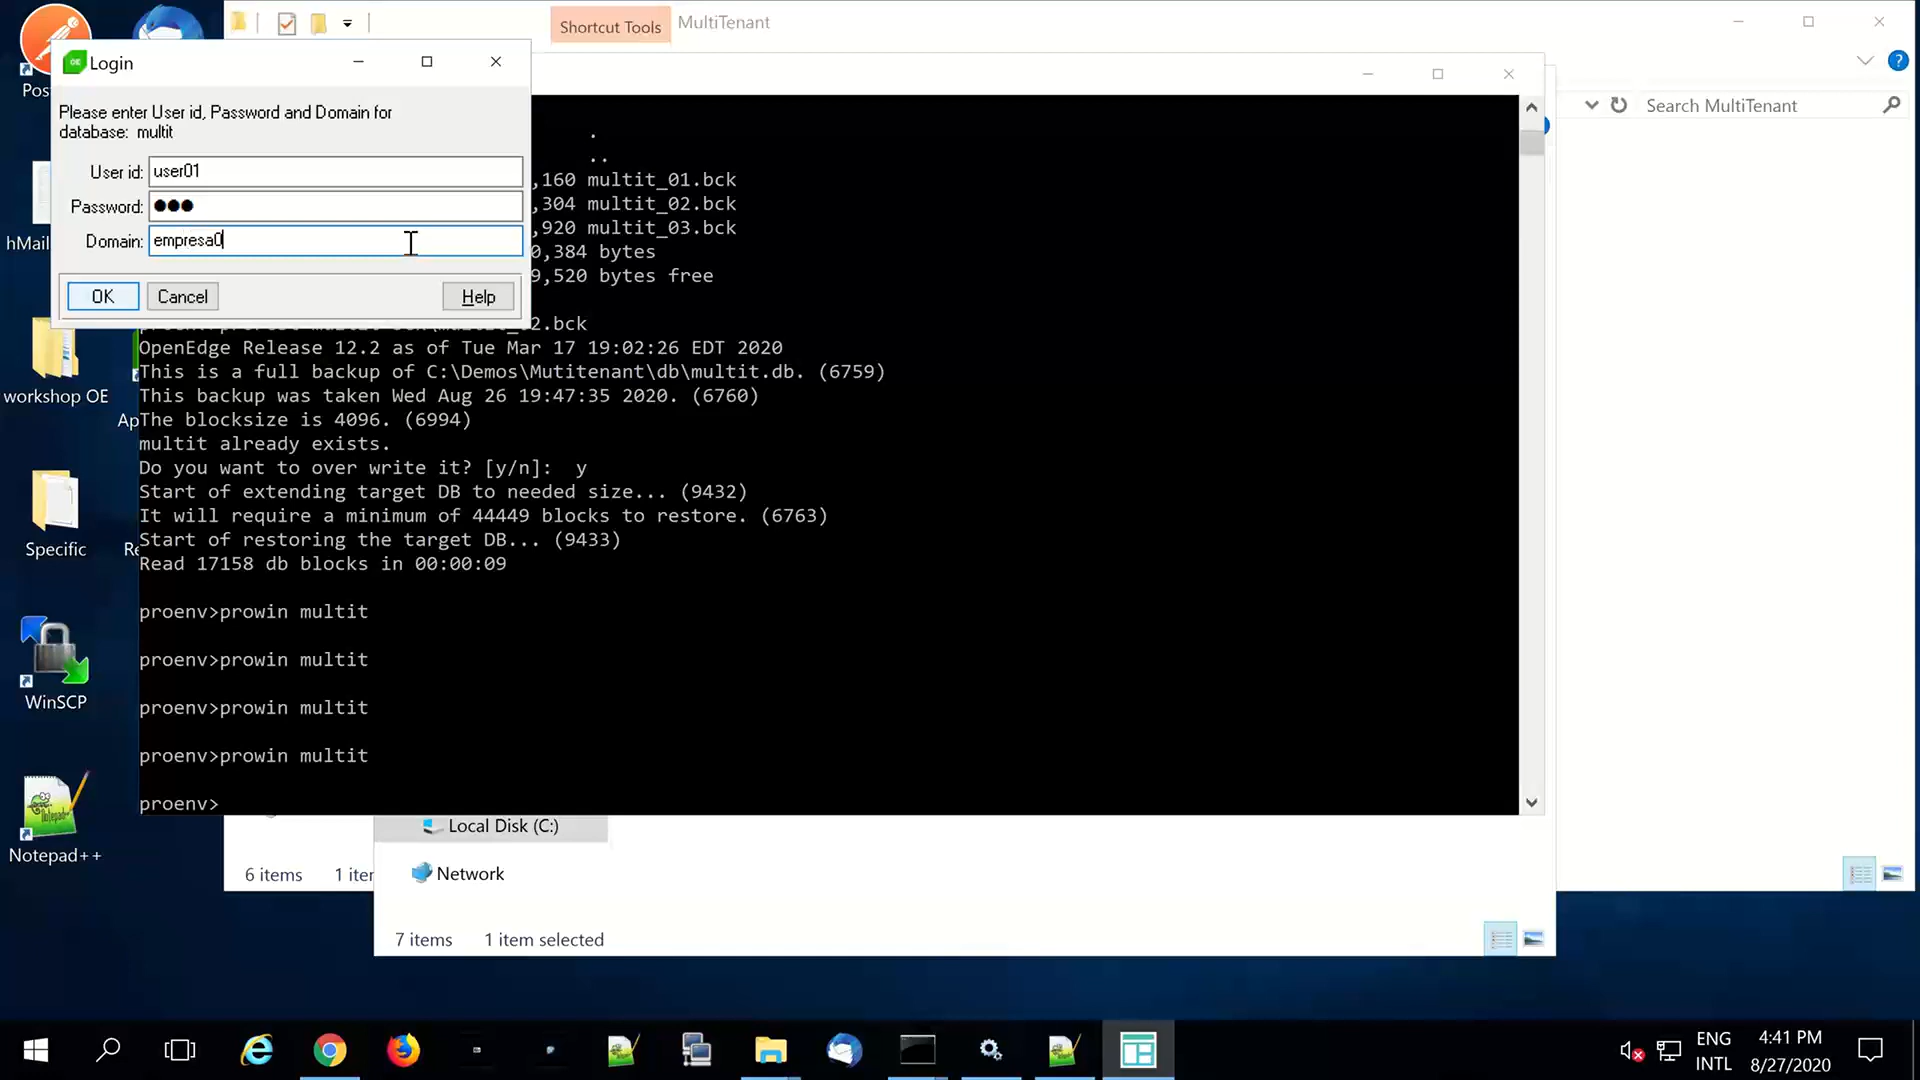 Shortcut Tools
MultiTenant
Login
Please enter User id, Password and Domain for
database: multit
User id: user01
Password:
Domain: empresa0
OK
Cancel
Help
Search MultiTenant
.
..
,160 multit_01.bck
,304 multit_02.bck
,920 multit_03.bck
0,384 bytes
9,520 bytes free
2.bck
OpenEdge Release 12.2 as of Tue Mar 17 19:02:26 EDT 2020
This is a full backup of C:\Demos\Mutitenant\db\multit.db. (6759)
This backup was taken Wed Aug 26 19:47:35 2020. (6760)
The blocksize is 4096. (6994)
multit already exists.
Do you want to over write it? [y/n]: y
Start of extending target DB to needed size... (9432)
It will require a minimum of 44449 blocks to restore. (6763)
Start of restoring the target DB... (9433)
Read 17158 db blocks in 00:00:09
proenv>prowin multit
proenv>prowin multit
proenv>prowin multit
proenv>prowin multit
proenv>
Pos
hMail
workshop OE
Ap
Specific
Re
WinSCP
Notepad++
Local Disk (C:)
Network
6 items 1 iter
7 items 1 item selected
ENG
INTL
4:41 PM
8/27/2020